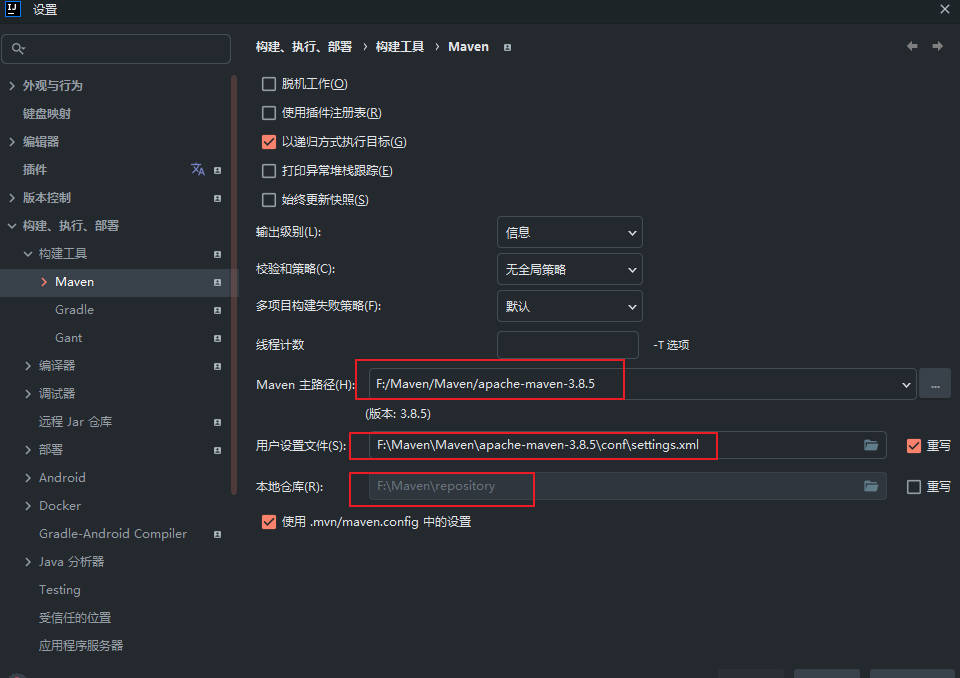 设置
构建、执行、部署 › 构建工具 › Maven
外观与行为
键盘映射
编辑器
插件
版本控制
构建、执行、部署
构建工具
Maven
Gradle
Gant
编译器
调试器
远程 Jar 仓库
部署
Android
Docker
Gradle-Android Compiler
Java 分析器
Testing
受信任的位置
应用程序服务器
脱机工作(O)
使用插件注册表(R)
以递归方式执行目标(G)
打印异常堆栈跟踪(E)
始终更新快照(S)
输出级别(L): 信息
校验和策略(C): 无全局策略
多项目构建失败策略(F): 默认
线程计数 -T 选项
Maven 主路径(H): F:/Maven/Maven/apache-maven-3.8.5 ...
(版本: 3.8.5)
用户设置文件(S): F:\Maven\Maven\apache-maven-3.8.5\conf\settings.xml 重写
本地仓库(R): F:\Maven\repository 重写
使用 .mvn/maven.config 中的设置